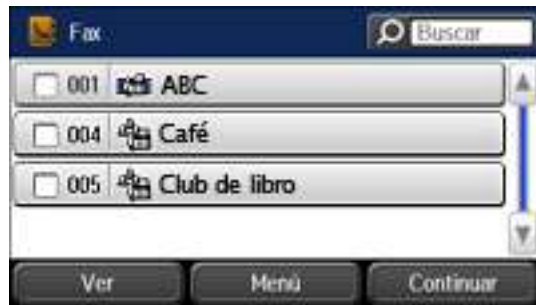 Fax Buscar
001 ABC
004 Café
005 Club de libro
Ver Menú Continuar